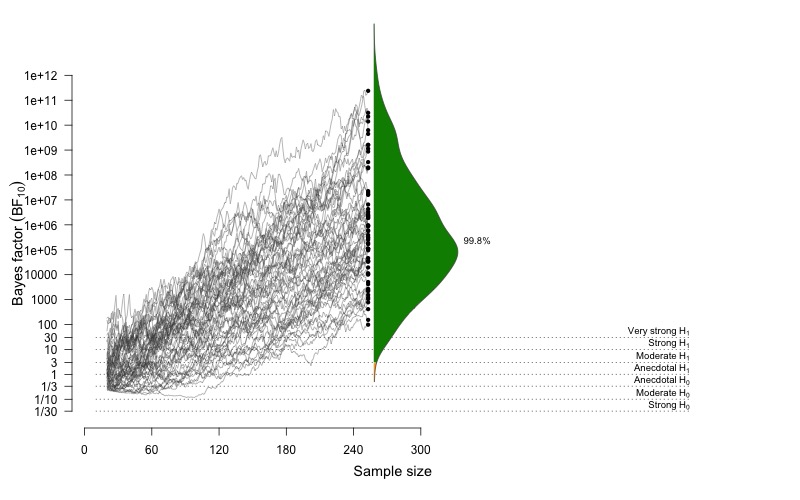 1e+12
1e+11
1e+10
1e+09
1e+08
1e+07
1e+06
1e+05
10000
1000
100
30
10
3
1
1/3
1/10
1/30
Bayes factor (BF10)
99.8%
Very strong H1
Strong H1
Moderate H1
Anecdotal H1
Anecdotal H0
Moderate H0
Strong H0
0 60 120 180 240 300
Sample size